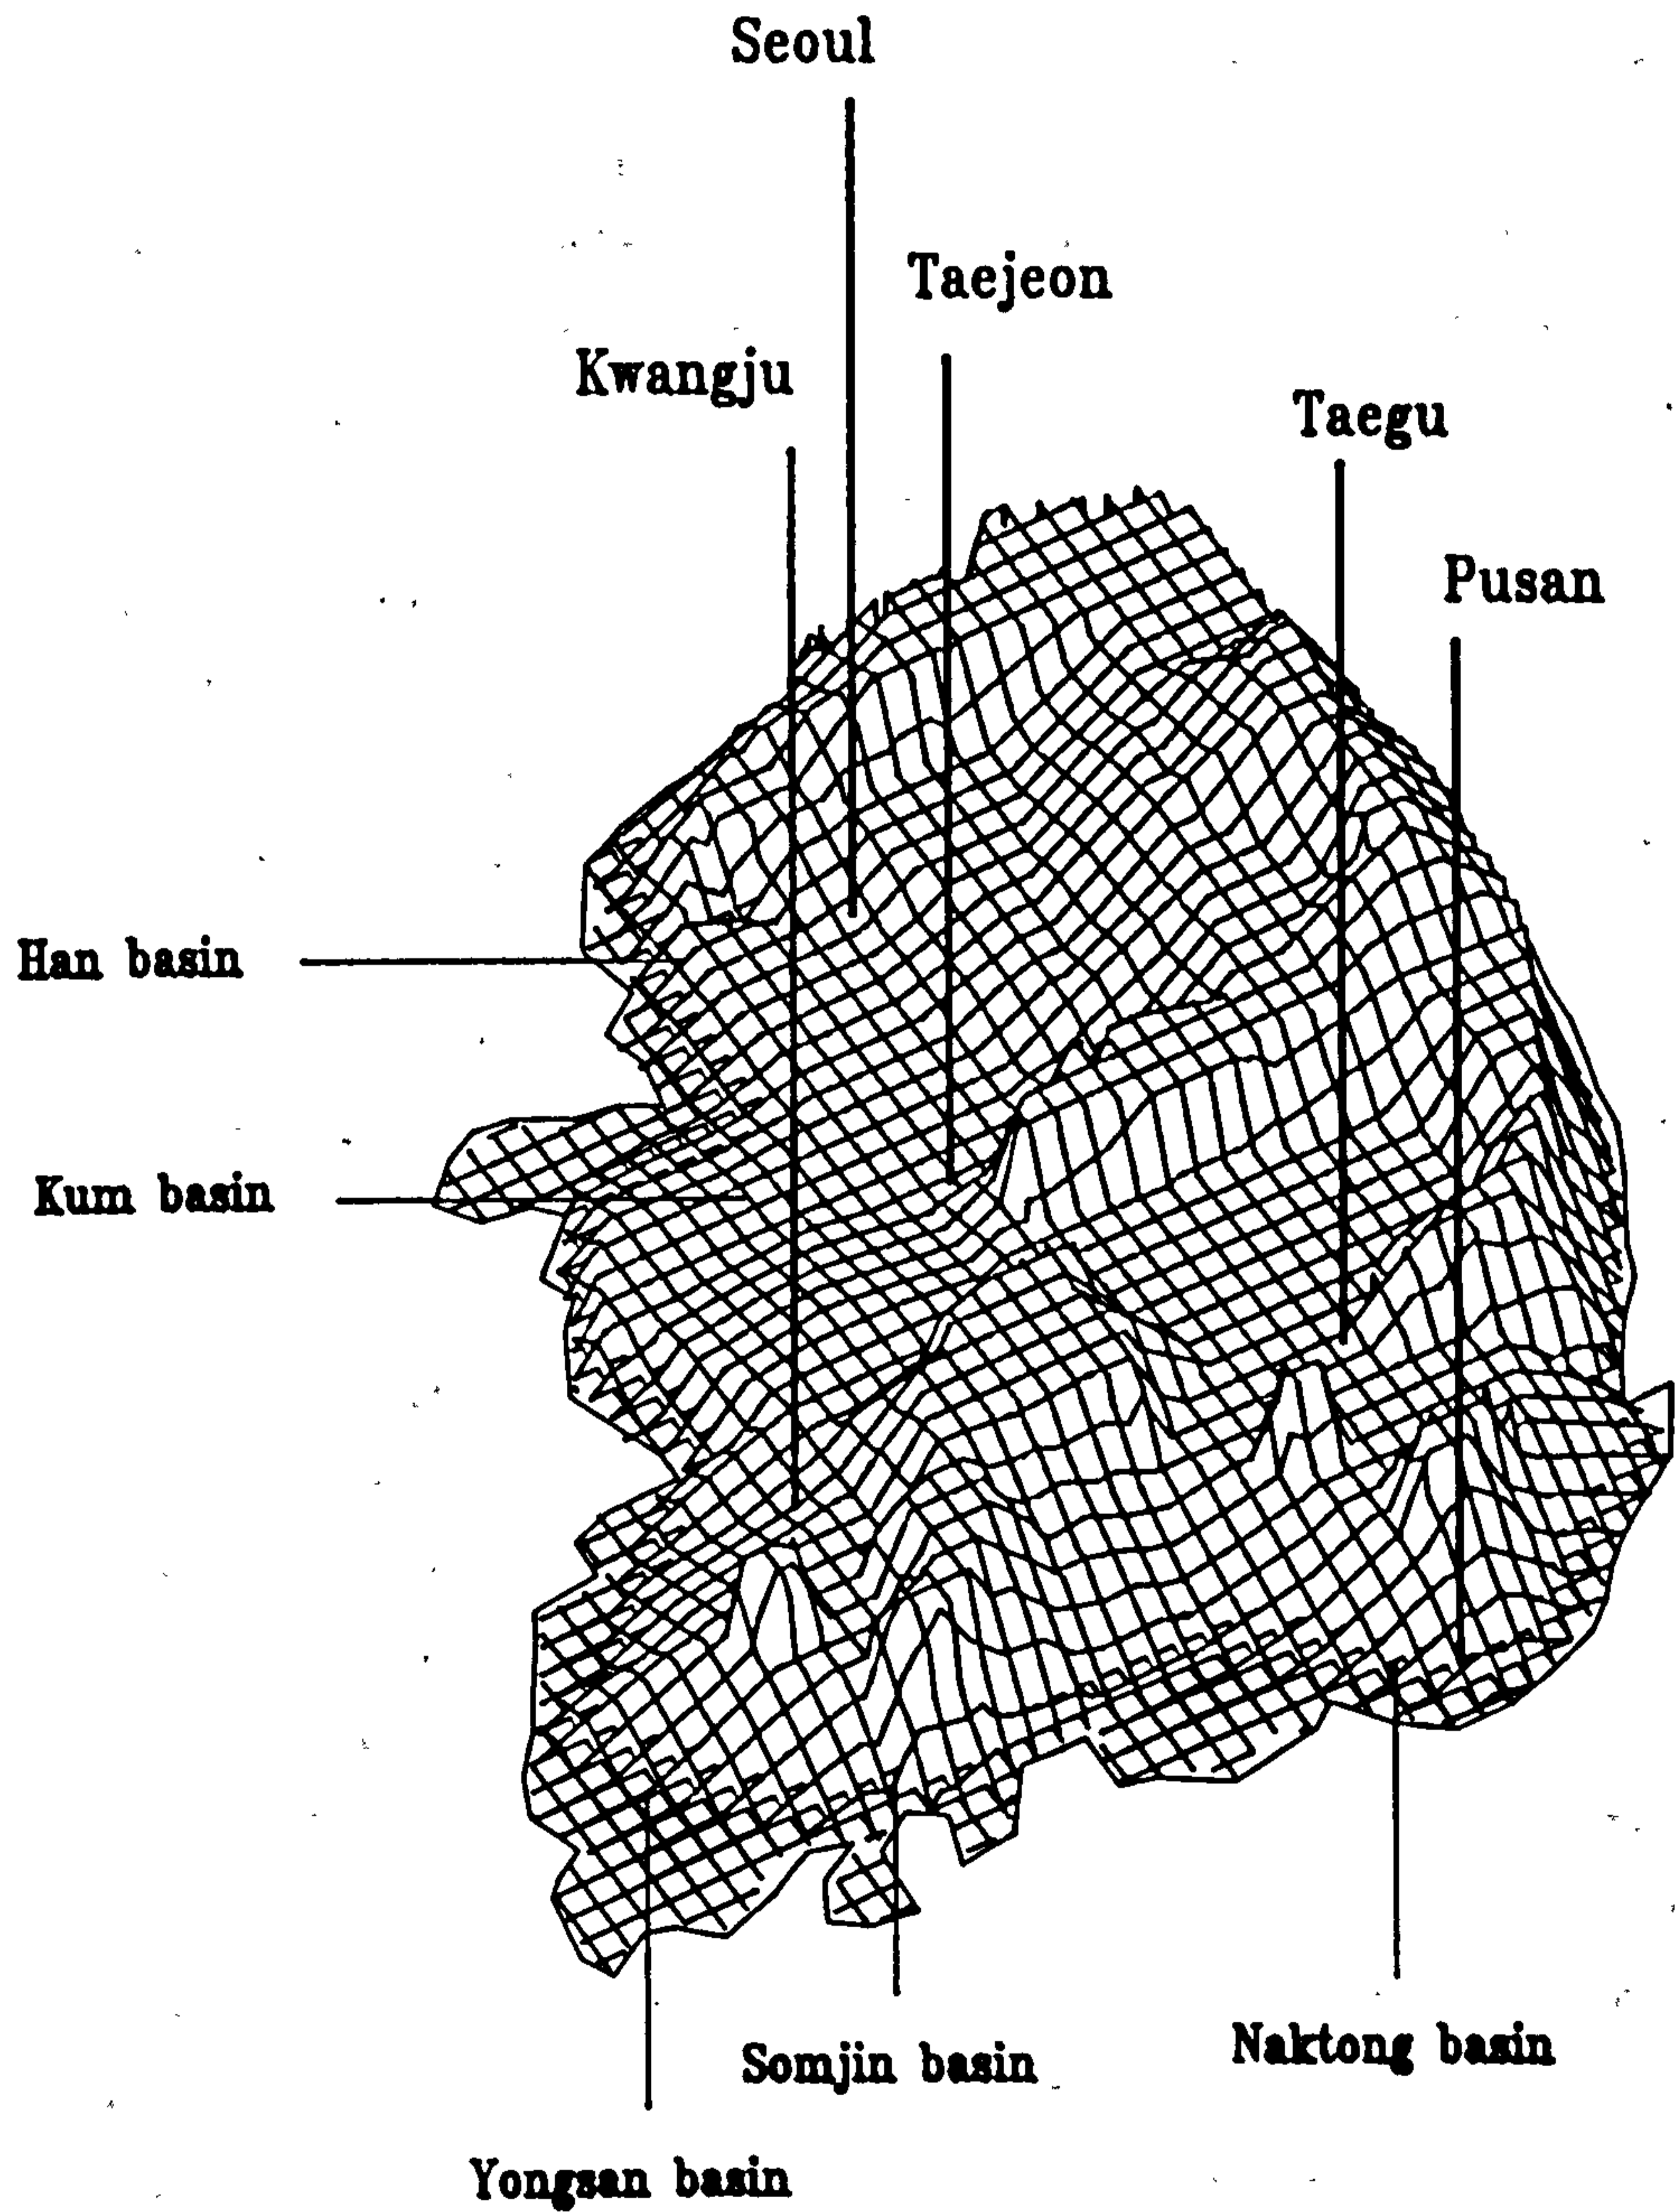 Seoul
Taejeon
Kwangju
Taegu
Pusan
Han basin
Kum basin
Naktong basin
Somjin basin
Yongsan basin